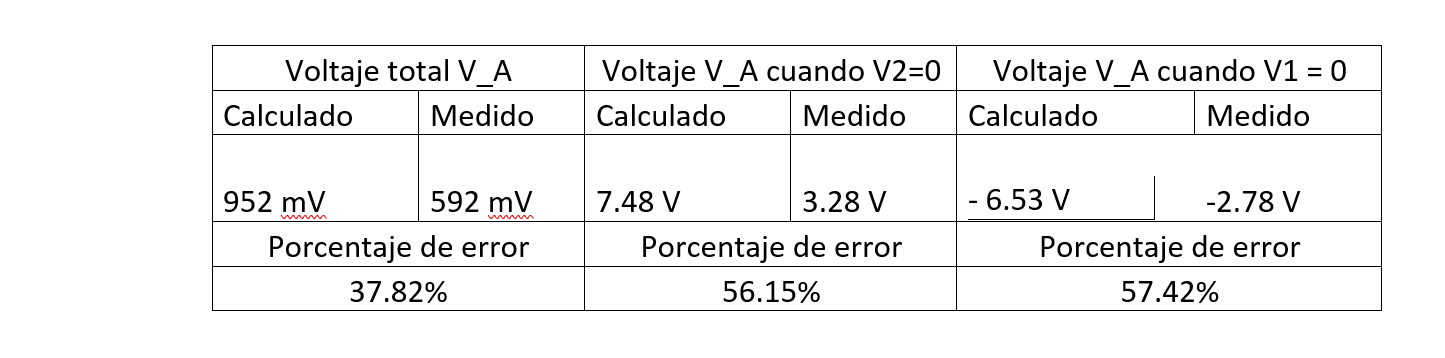 Voltaje total V_A Voltaje V_A cuando V2=0 Voltaje V_A cuando V1 = 0
Calculado Medido Calculado Medido Calculado Medido
952 mV 592 mV 7.48 V 3.28 V - 6.53 V -2.78 V
Porcentaje de error Porcentaje de error Porcentaje de error
37.82% 56.15% 57.42%